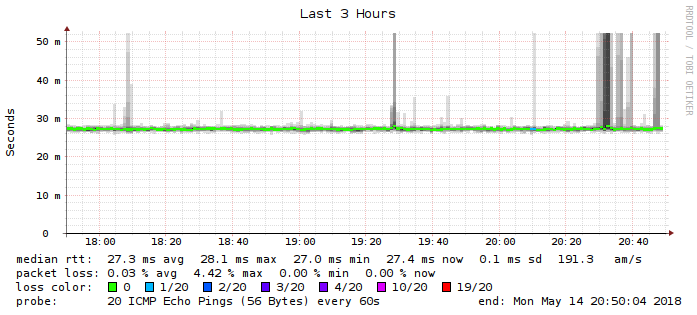 Last 3 Hours
RRDTOOL / TOBI OETIKER
Seconds
50 m
40 m
30 m
20 m
10 m
0
18:00 18:20 18:40 19:00 19:20 19:40 20:00 20:20 20:40
median rtt: 27.3 ms avg 28.1 ms max 27.0 ms min 27.4 ms now 0.1 ms sd 191.3 am/s
packet loss: 0.03 % avg 4.42 % max 0.00 % min 0.00 % now
loss color: 0 1/20 2/20 3/20 4/20 10/20 19/20
probe: 20 ICMP Echo Pings (56 Bytes) every 60s end: Mon May 14 20:50:04 2018